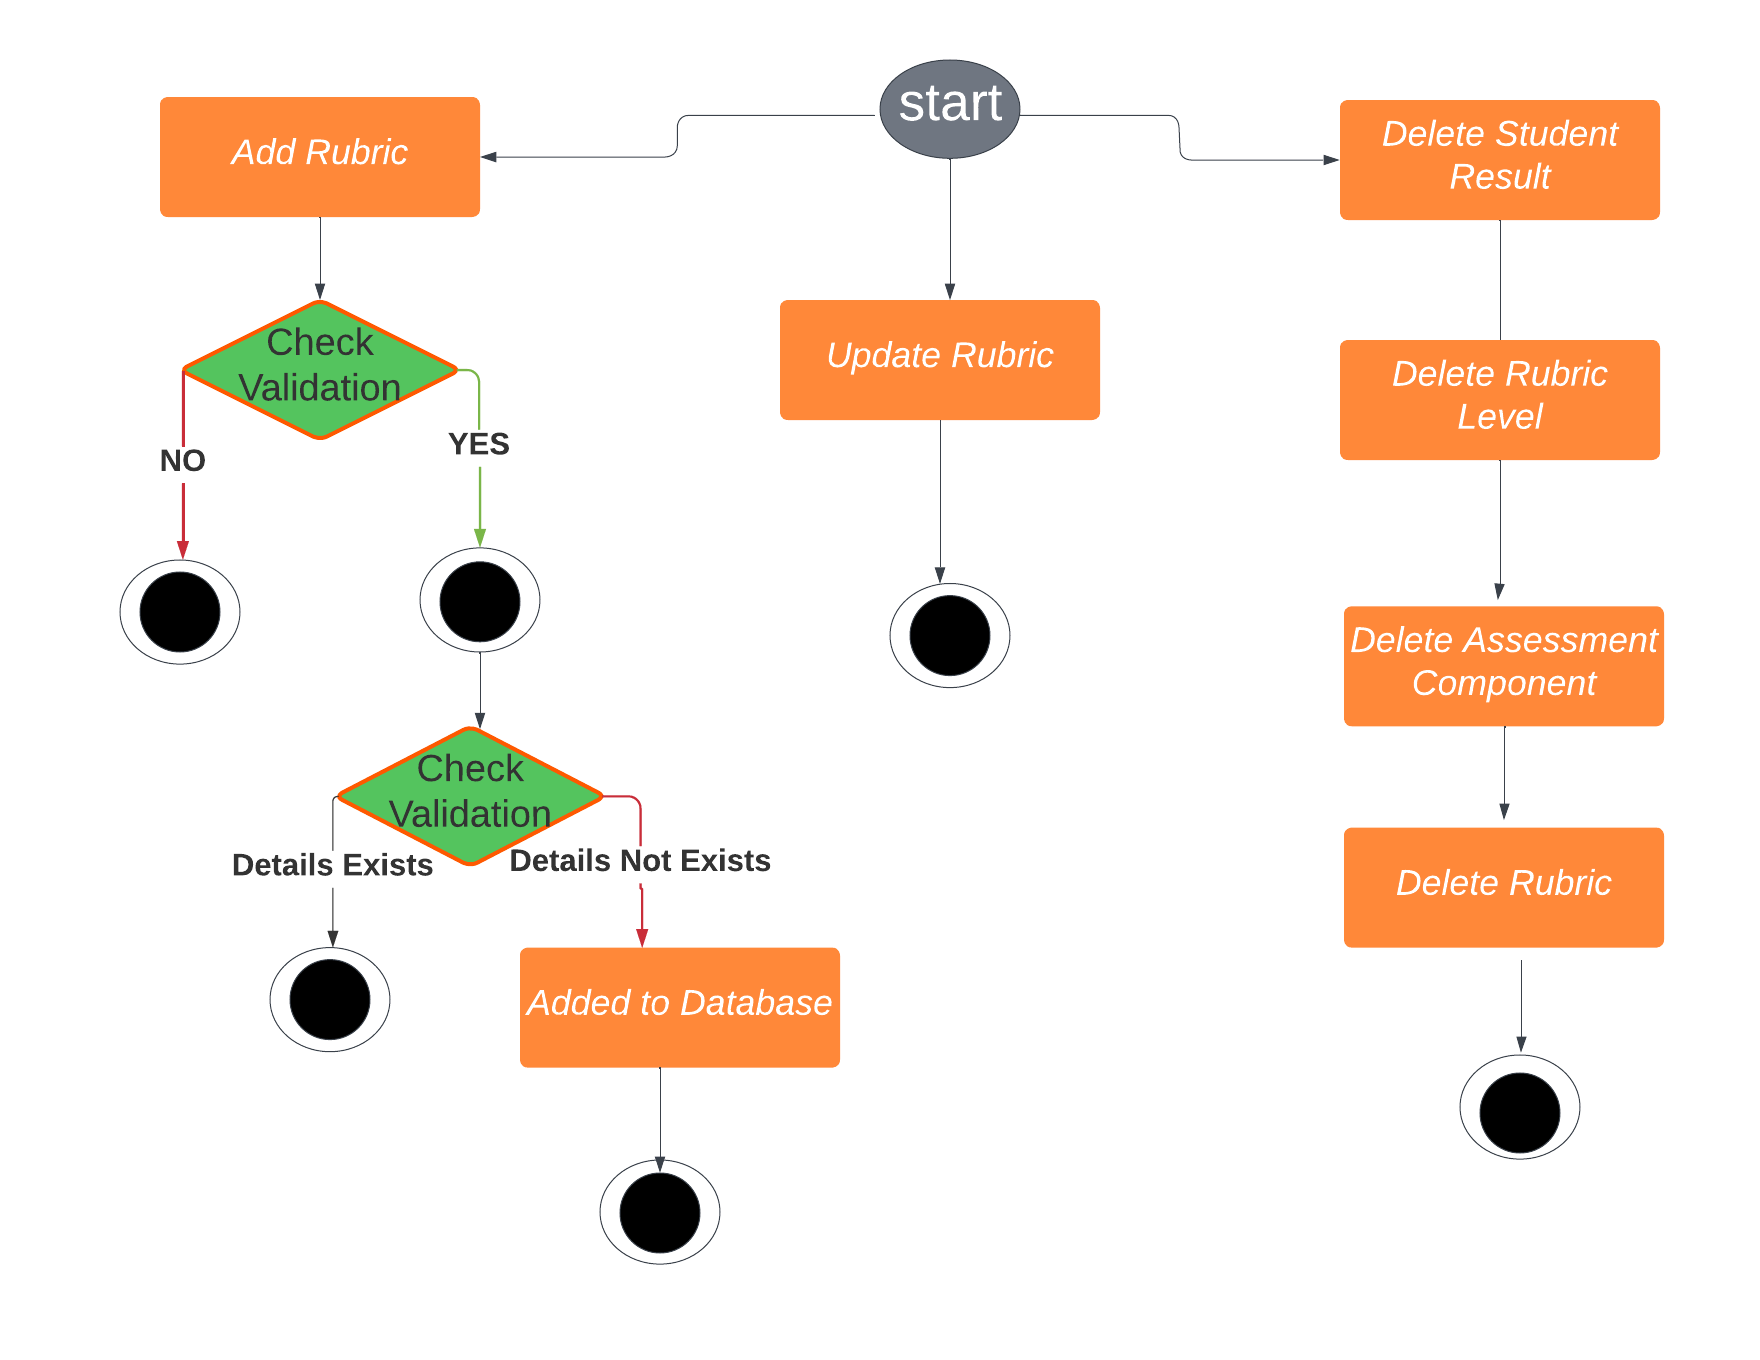 start
Add Rubric
Delete Student
Result
Check
Validation
Update Rubric
Delete Rubric
Level
NO
YES
Delete Assessment
Component
Check
Validation
Details Exists
Details Not Exists
Delete Rubric
Added to Database